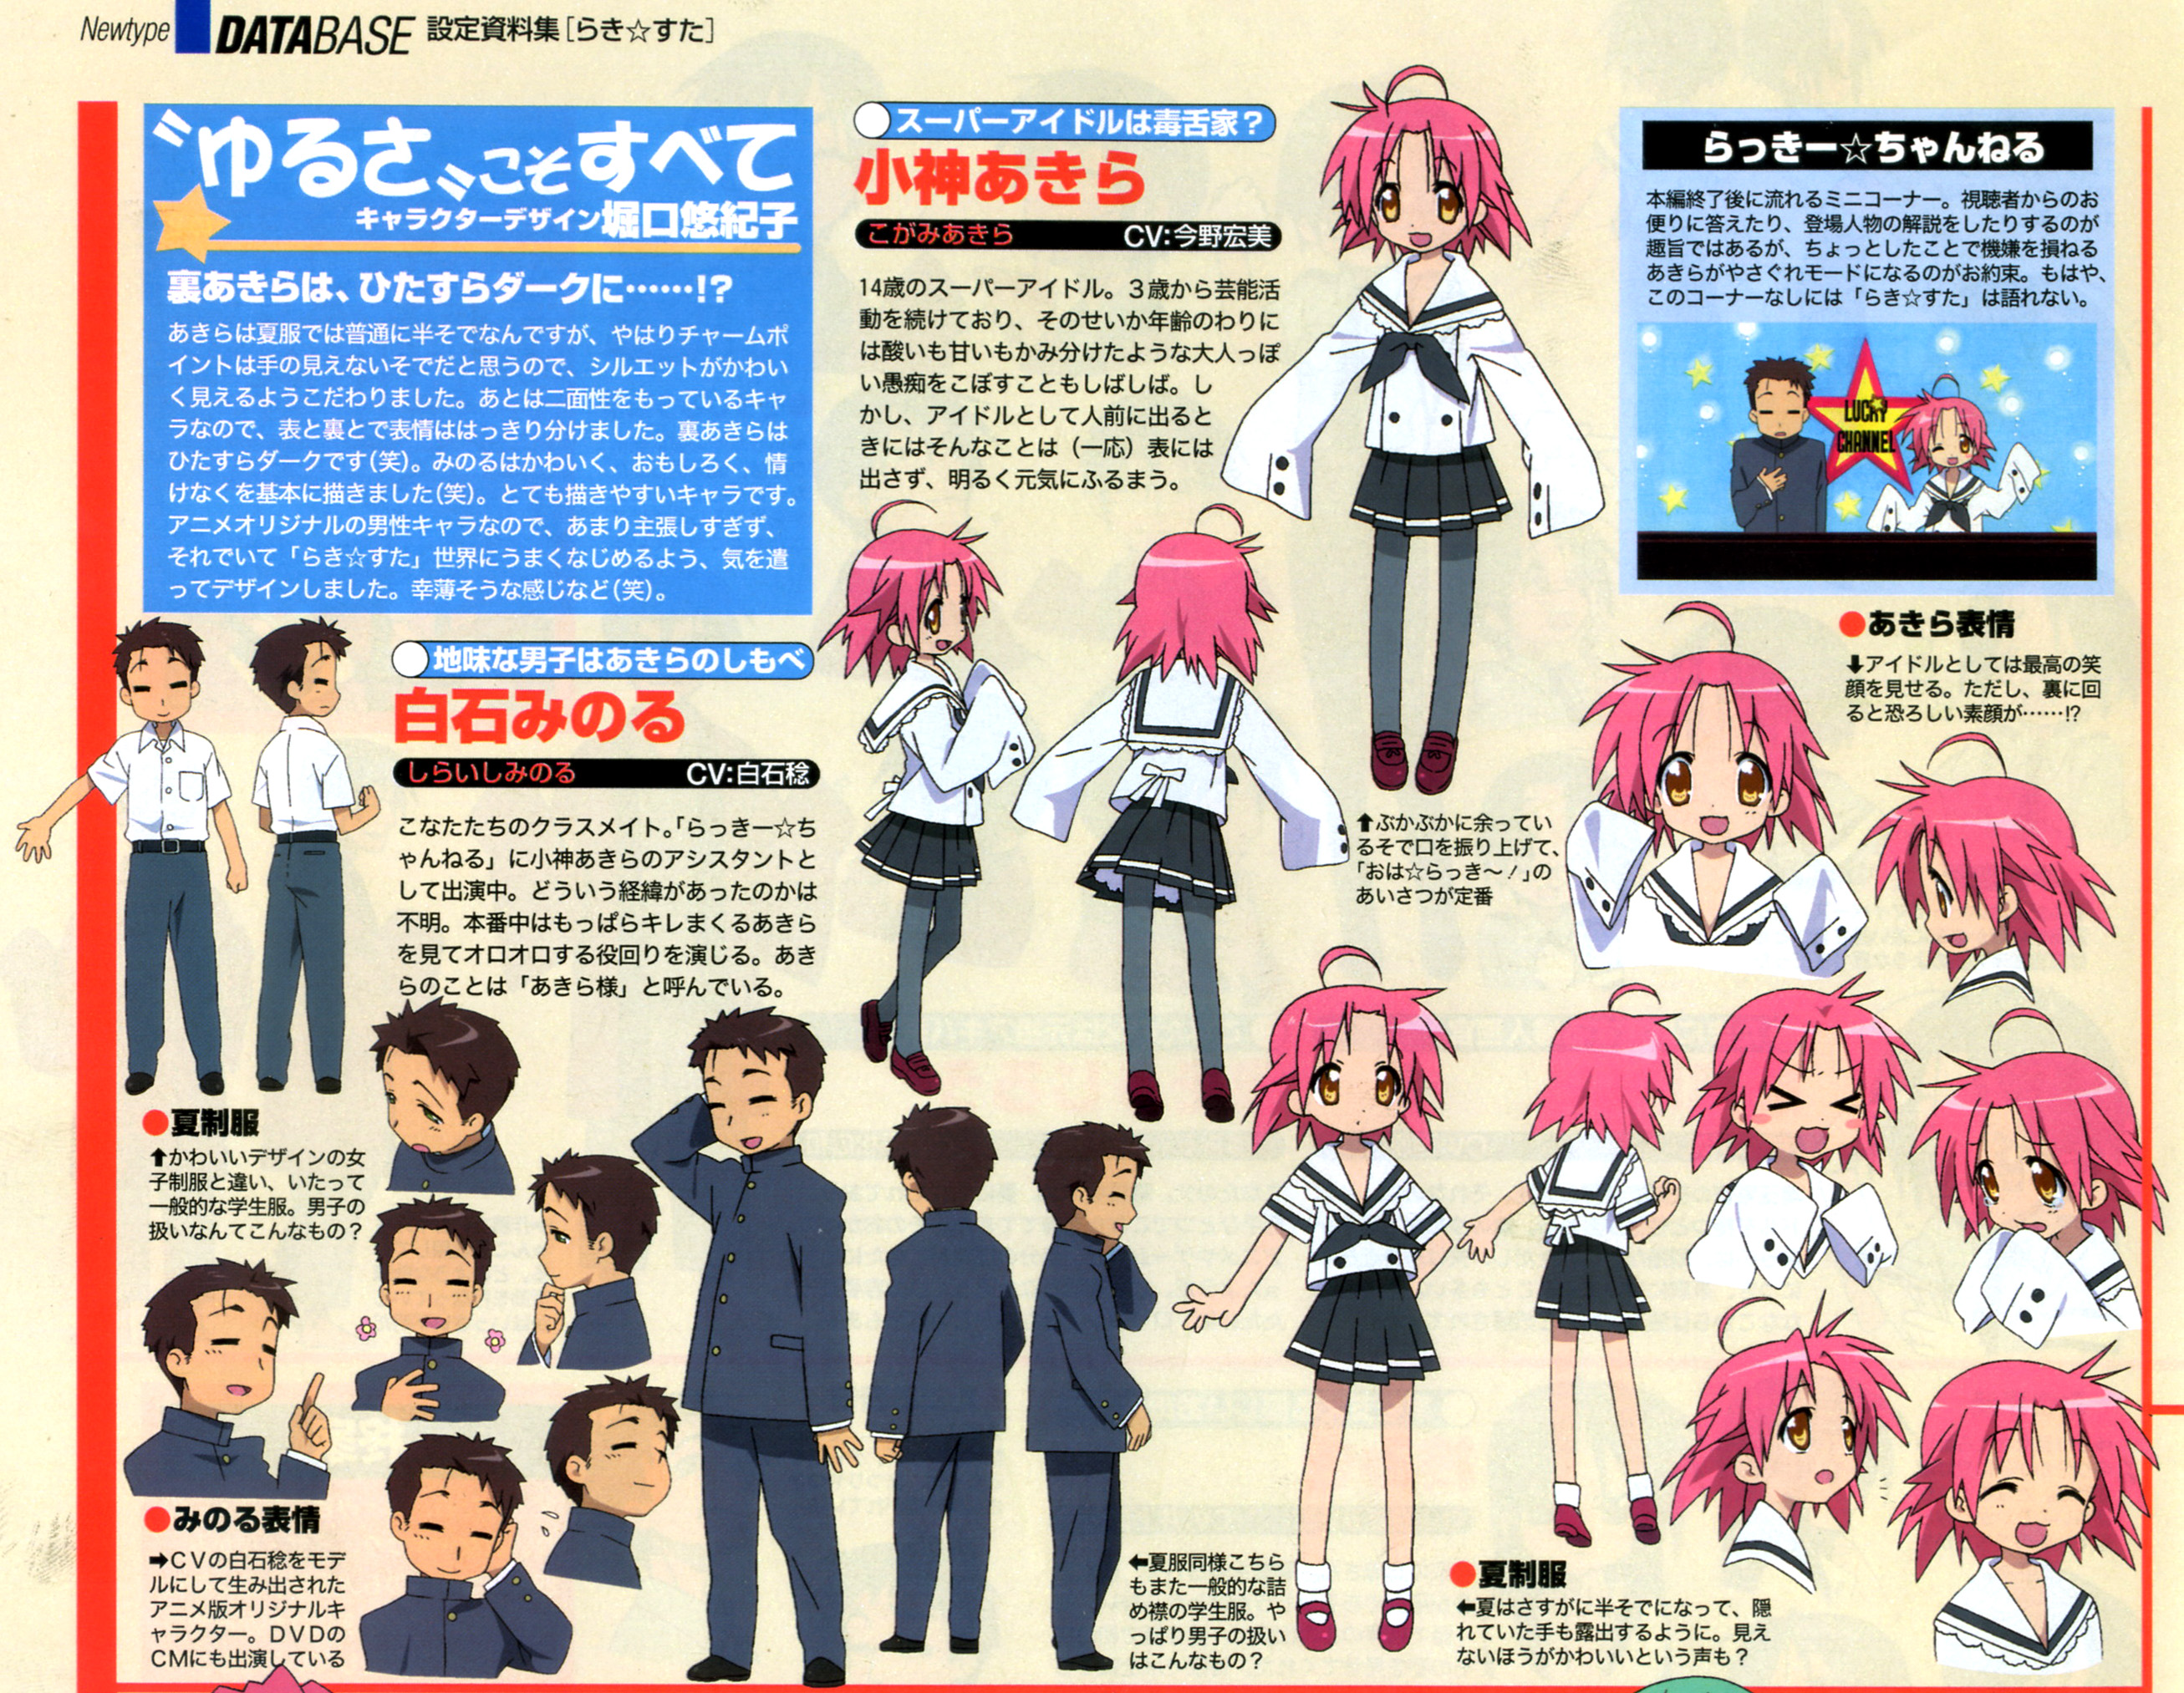 Newtype DATABASE 設定資料集[らき☆すた]
〝ゆるさ〟こそすべて
キャラクターデザイン堀口悠紀子
裏あきらは、ひたすらダークに……!?
あきらは夏服では普通に半そでなんですが、やはりチャームポ
イントは手の見えないそでだと思うので、シルエットがかわい
く見えるようこだわりました。あとは二面性をもっているキャ
ラなので、表と裏とで表情ははっきり分けました。裏あきらは
ひたすらダークです(笑)。みのるはかわいく、おもしろく、情
けなくを基本に描きました(笑)。とても描きやすいキャラです。
アニメオリジナルの男性キャラなので、あまり主張しすぎず、
それでいて「らき☆すた」世界にうまくなじめるよう、気を遣
ってデザインしました。幸薄そうな感じなど(笑)。
スーパーアイドルは毒舌家？
小神あきら
こがみあきら CV:今野宏美
14歳のスーパーアイドル。３歳から芸能活
動を続けており、そのせいか年齢のわりに
は酸いも甘いもかみ分けたような大人っぽ
い愚痴をこぼすこともしばしば。し
かし、アイドルとして人前に出ると
きにはそんなことは（一応）表には
出さず、明るく元気にふるまう。
らっきー☆ちゃんねる
本編終了後に流れるミニコーナー。視聴者からのお
便りに答えたり、登場人物の解説をしたりするのが
趣旨ではあるが、ちょっとしたことで機嫌を損ねる
あきらがやさぐれモードになるのがお約束。もはや、
このコーナーなしには「らき☆すた」は語れない。
LUCKY
CHANNEL
●あきら表情
⬇アイドルとしては最高の笑
顔を見せる。ただし、裏に回
ると恐ろしい素顔が……!?
⬆ぶかぶかに余ってい
るそで口を振り上げて、
「おは☆らっき〜！」の
あいさつが定番
地味な男子はあきらのしもべ
白石みのる
しらいしみのる CV:白石稔
こなたたちのクラスメイト。「らっきー☆ち
ゃんねる」に小神あきらのアシスタントと
して出演中。どういう経緯があったのかは
不明。本番中はもっぱらキレまくるあきら
を見てオロオロする役回りを演じる。あき
らのことは「あきら様」と呼んでいる。
●夏制服
⬆かわいいデザインの女
子制服と違い、いたって
一般的な学生服。男子の
扱いなんてこんなもの？
●みのる表情
➡ＣＶの白石稔をモデ
ルにして生み出された
アニメ版オリジナルキ
ャラクター。ＤＶＤの
ＣＭにも出演している
⬅夏服同様こちら
もまた一般的な詰
め襟の学生服。や
っぱり男子の扱い
はこんなもの？
●夏制服
⬅夏はさすがに半そでになって、隠
れていた手も露出するように。見え
ないほうがかわいいという声も？